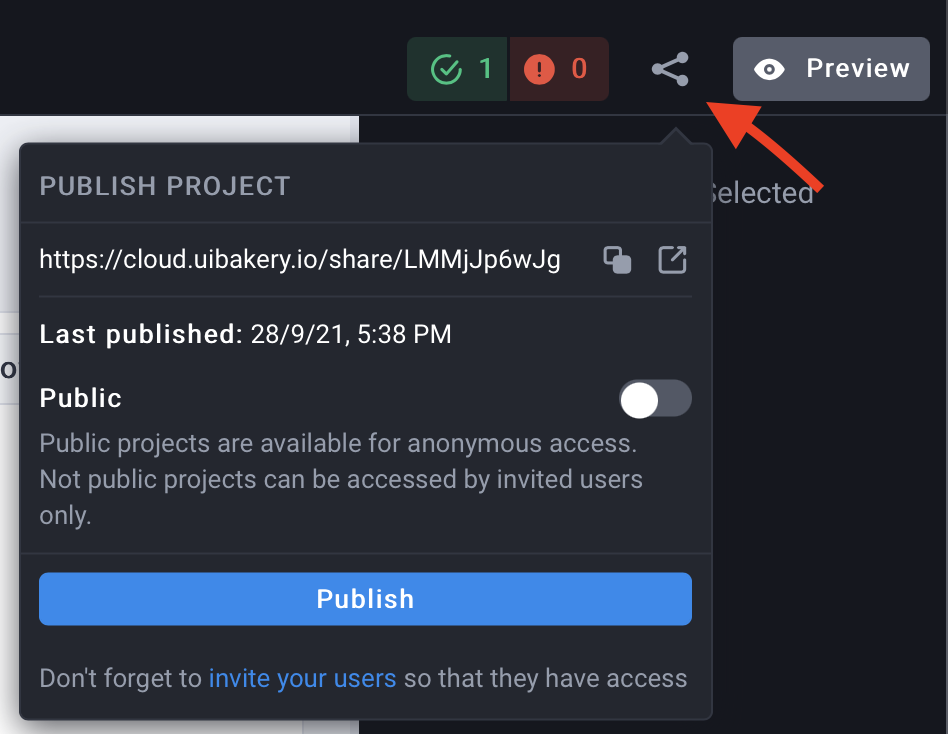 1 0 Preview
PUBLISH PROJECT
Selected
https://cloud.uibakery.io/share/LMMjJp6wJg
Last published: 28/9/21, 5:38 PM
Public
Public projects are available for anonymous access.
Not public projects can be accessed by invited users
only.
Publish
Don't forget to invite your users so that they have access